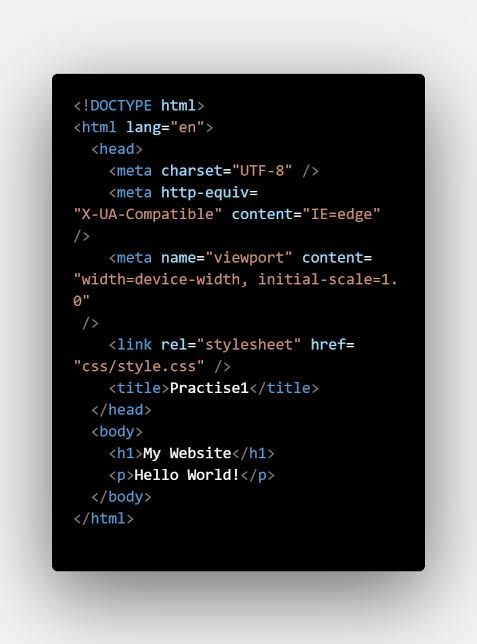 <!DOCTYPE html>
<html lang="en">
  <head>
    <meta charset="UTF-8" />
    <meta http-equiv=
"X-UA-Compatible" content="IE=edge"
/>
    <meta name="viewport" content=
"width=device-width, initial-scale=1.
0"
 />
    <link rel="stylesheet" href=
"css/style.css" />
    <title>Practise1</title>
  </head>
  <body>
    <h1>My Website</h1>
    <p>Hello World!</p>
  </body>
</html>